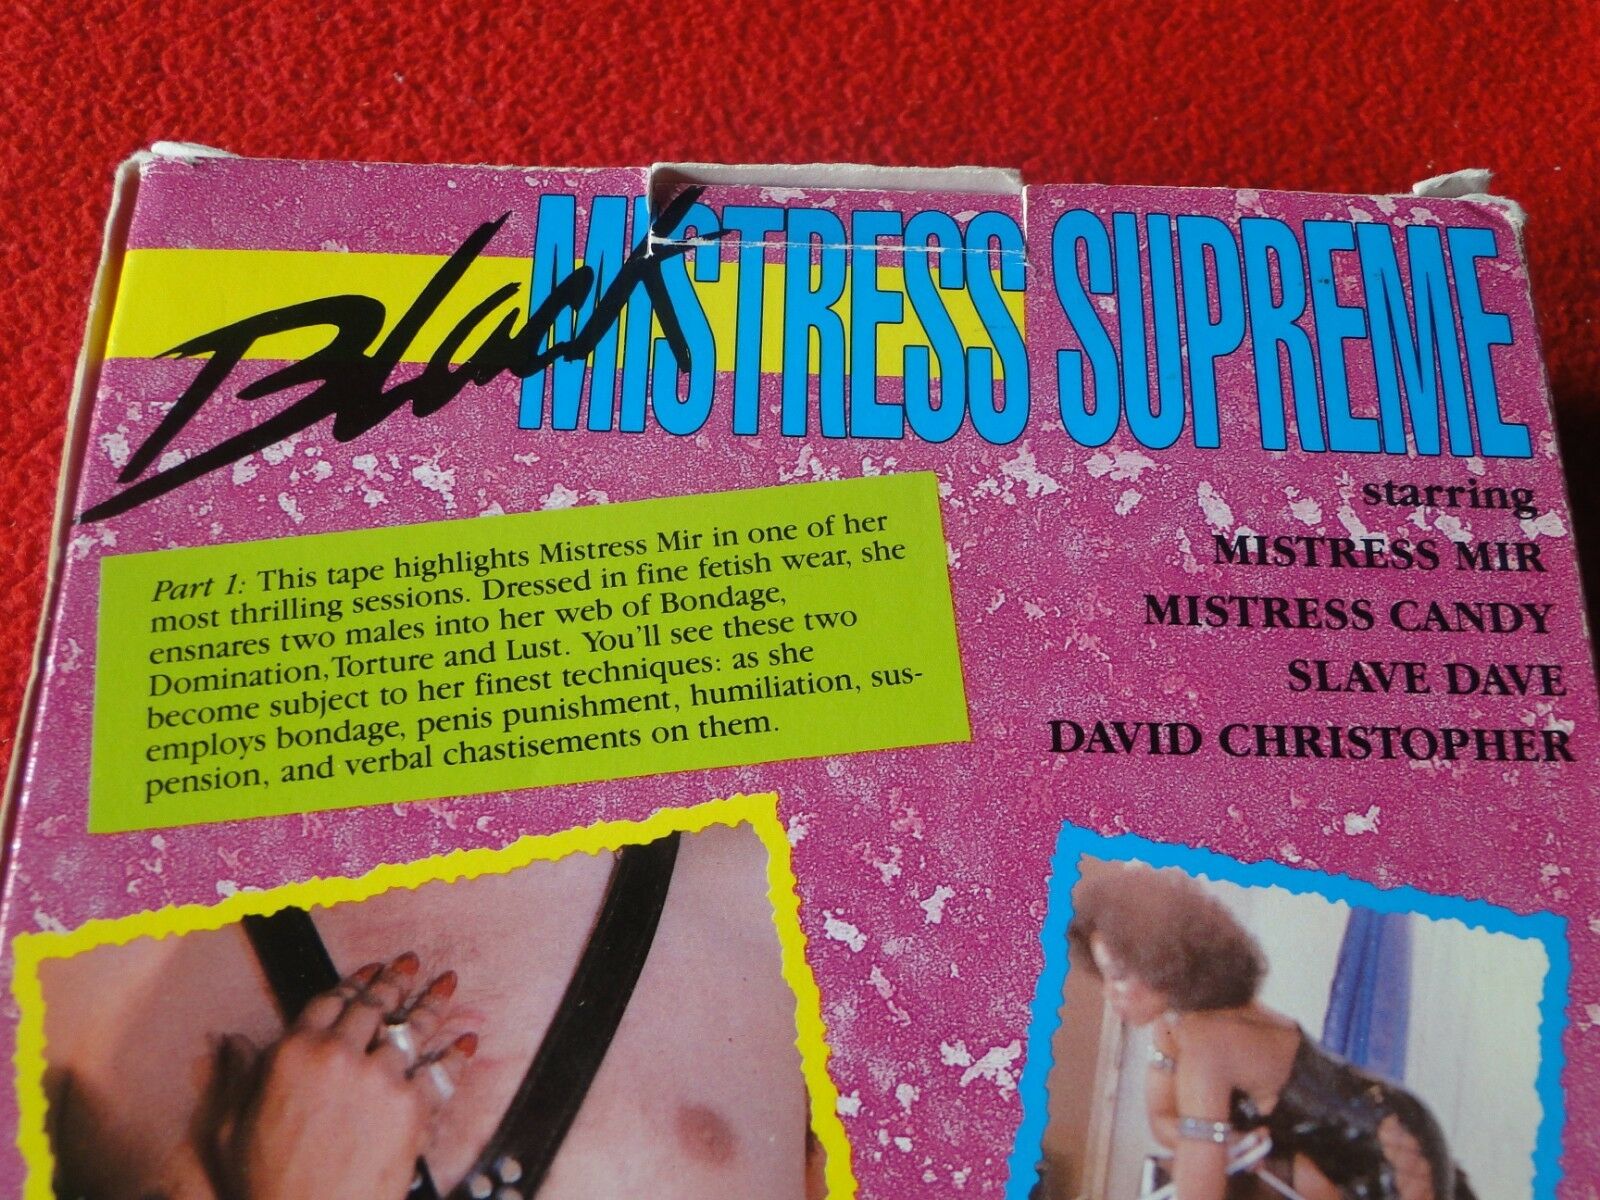 Black MISTRESS SUPREME
Part 1: This tape highlights Mistress Mir in one of her
most thrilling sessions. Dressed in fine fetish wear, she
ensnares two males into her web of Bondage,
Domination, Torture and Lust. You'll see these two
become subject to her finest techniques: as she
employs bondage, penis punishment, humiliation, sus-
pension, and verbal chastisements on them.
starring
MISTRESS MIR
MISTRESS CANDY
SLAVE DAVE
DAVID CHRISTOPHER